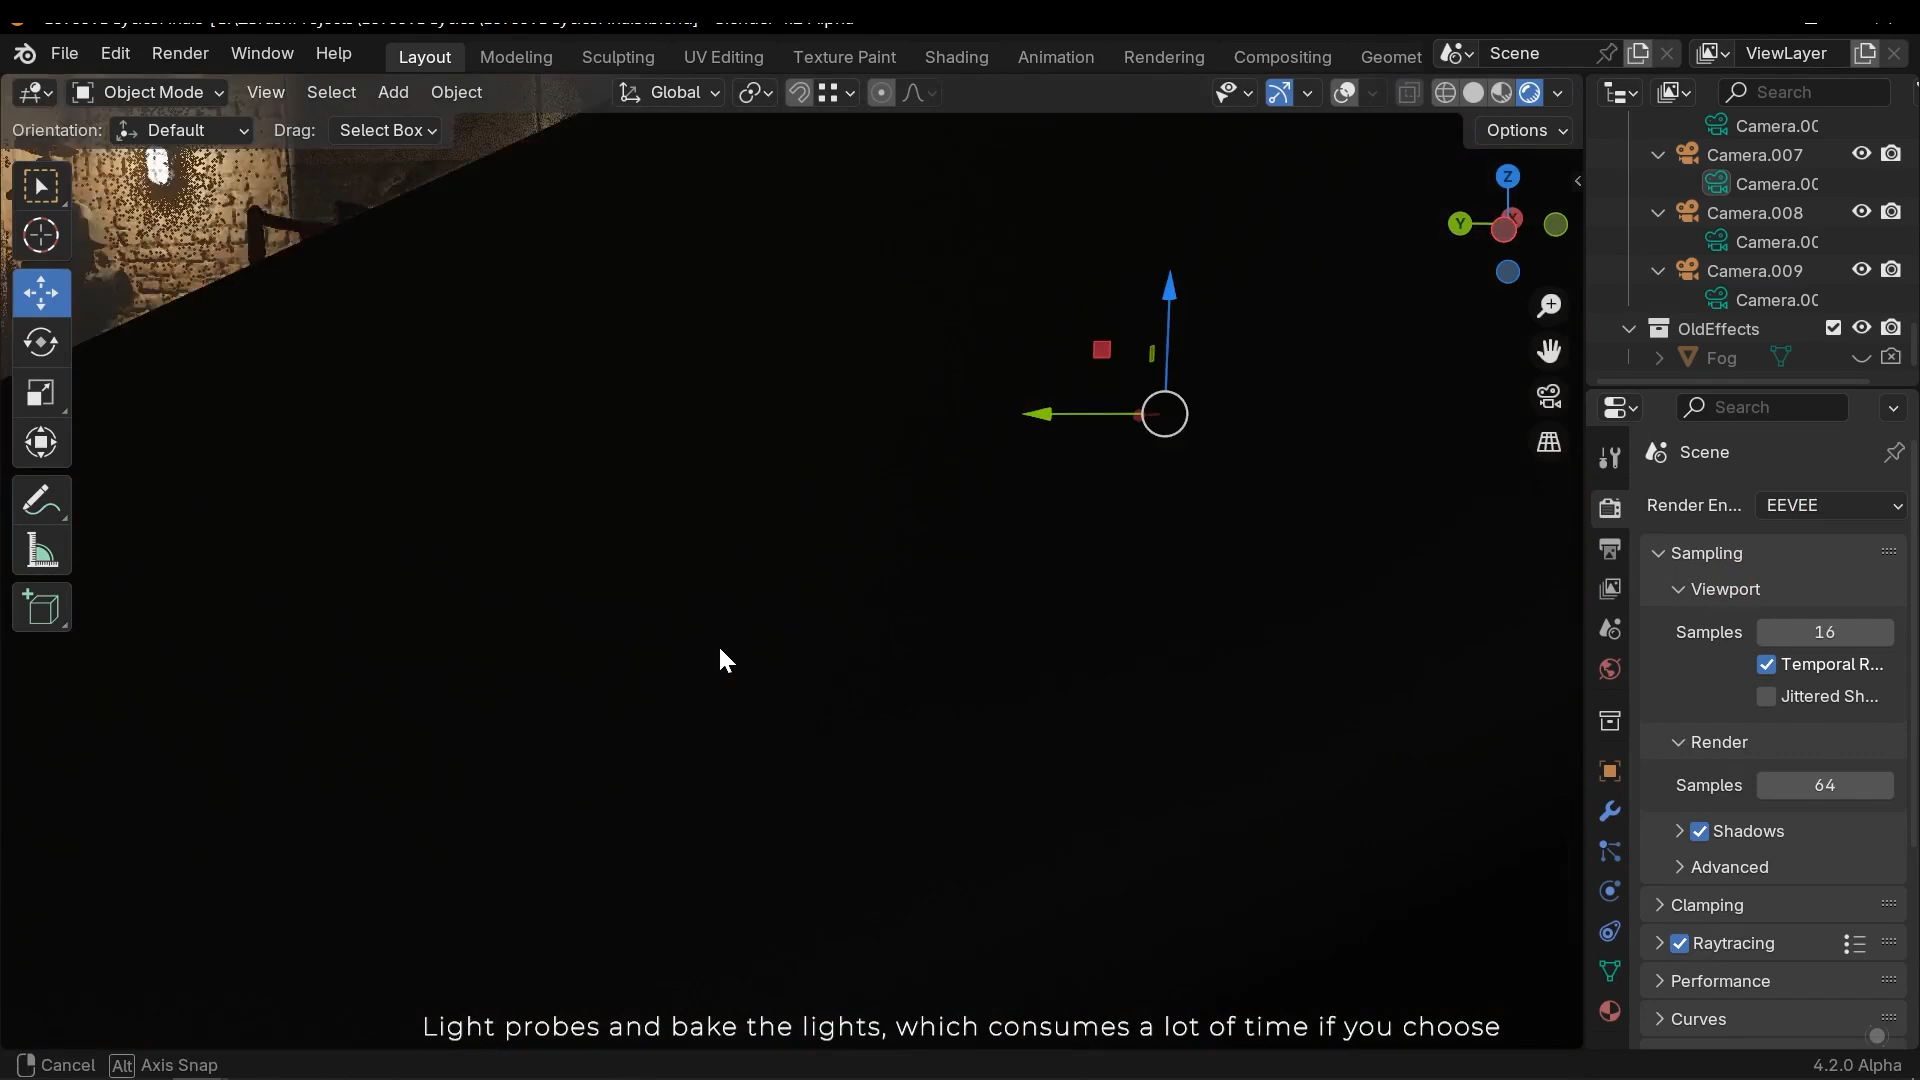 File Edit Render Window Help Layout Modeling Sculpting UV Editing Texture Paint Shading Animation Rendering Compositing Geomet Scene ViewLayer
Object Mode View Select Add Object Global Search
Orientation: Default Drag: Select Box Options
Camera.00
Camera.007
Camera.00
Camera.008
Camera.00
Camera.009
Camera.00
OldEffects
Fog
Z
Y
Search
Scene
Render En... EEVEE
Sampling
Viewport
Samples 16
Temporal R...
Jittered Sh...
Render
Samples 64
Shadows
Advanced
Clamping
Raytracing
Performance
Curves
Light probes and bake the lights, which consumes a lot of time if you choose
Cancel Alt Axis Snap 4.2.0 Alpha